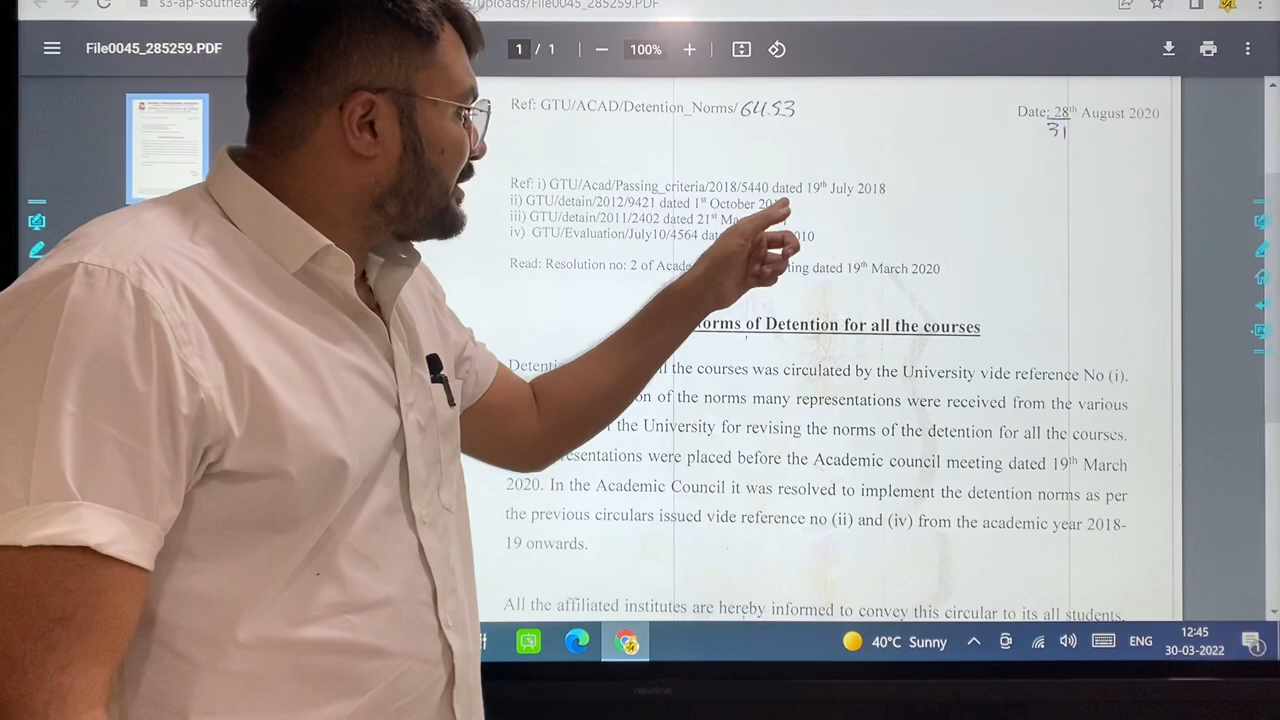 s3-ap-southeas /uploads/File0045_285259.PDF
File0045_285259.PDF
1 / 1
100%
Ref: GTU/ACAD/Detention_Norms/6453
Date: 28th August 2020
31
Ref: i) GTU/Acad/Passing_criteria/2018/5440 dated 19th July 2018
ii) GTU/detain/2012/9421 dated 1st October
iii) GTU/detain/2011/2402 dated 21st
iv) GTU/Evaluation/July10/4564
Read: Resolution no: 2 of dated 19th March 2020
of Detention for all the courses
the courses was circulated by the University vide reference No (i).
of the norms many representations were received from the various
the University for revising the norms of the detention for all the courses.
were placed before the Academic council meeting dated 19th March
2020. In the Academic Council it was resolved to implement the detention norms as per
the previous circulars issued vide reference no (ii) and (iv) from the academic year 2018-
19 onwards.
All the affiliated institutes are hereby informed to convey this circular to its all students.
40°C Sunny
ENG
12:45
30-03-2022
1
newline